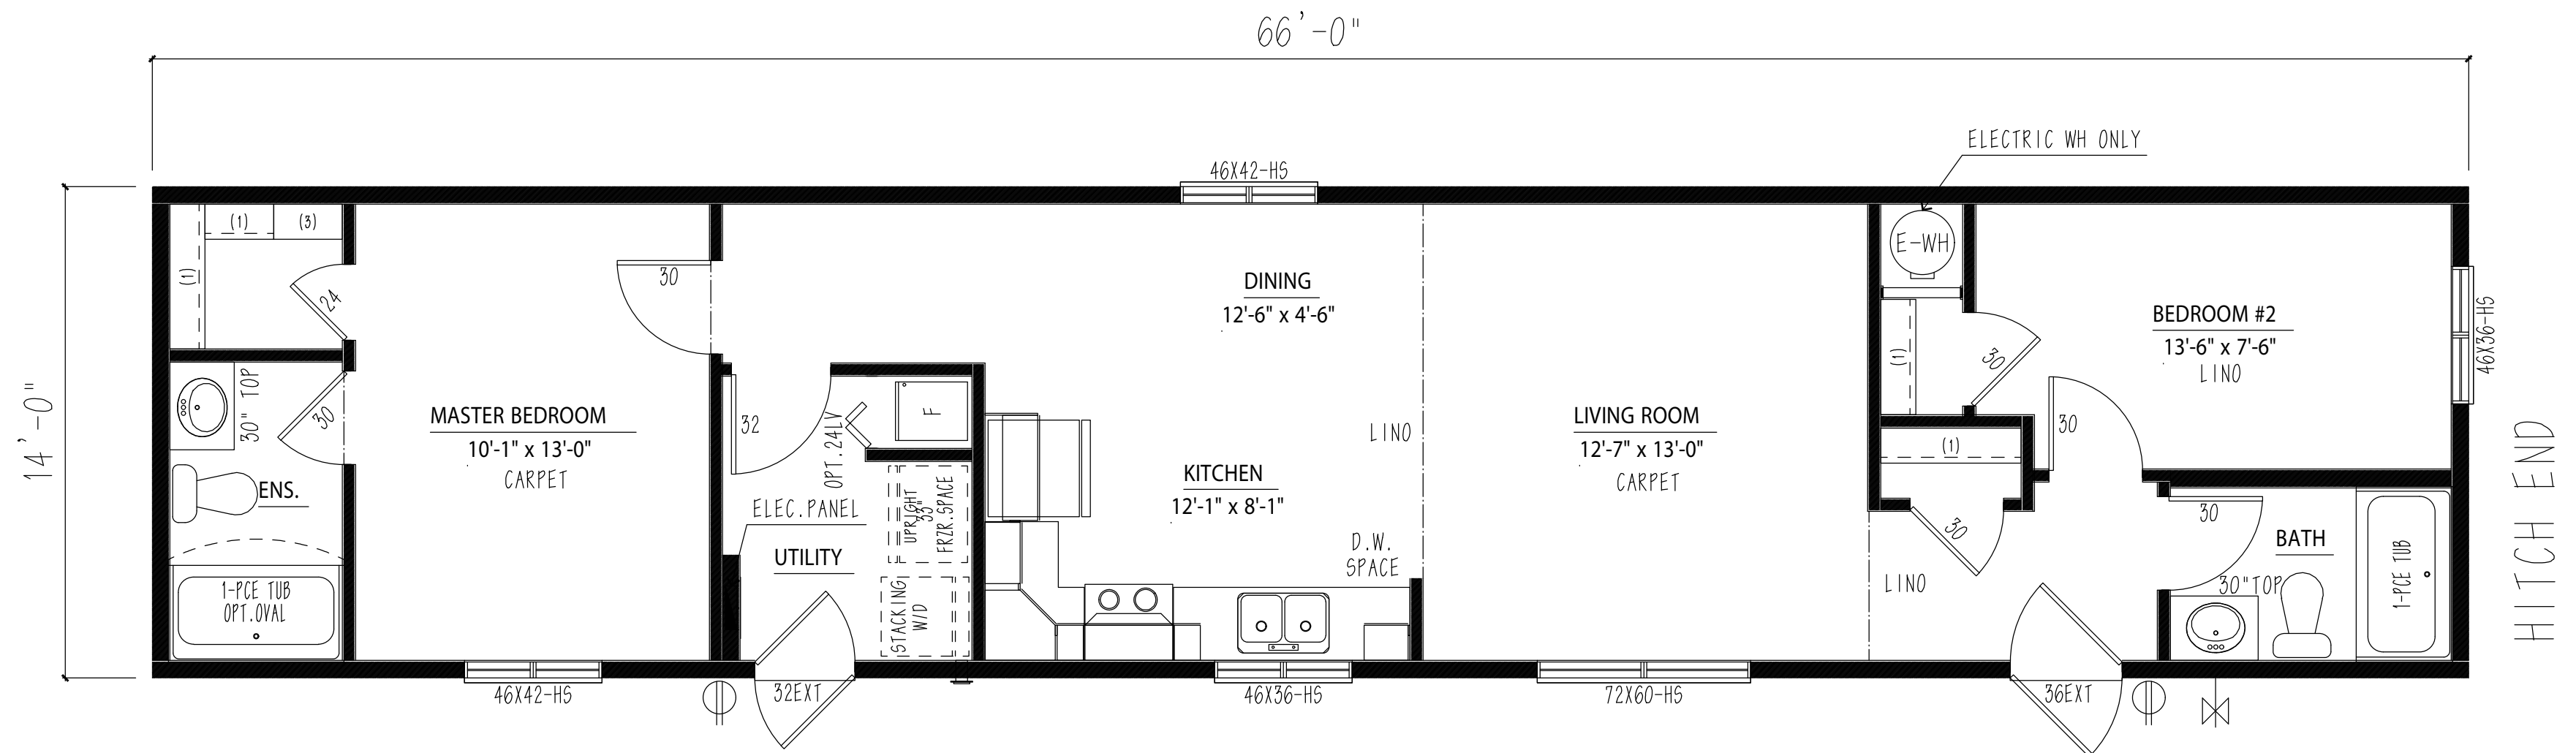 66'-0"
ELECTRIC WH ONLY
46X42-HS
(1)
(3)
(1)
24
30
E-WH
DINING
12'-6" x 4'-6"
BEDROOM #2
13'-6" x 7'-6"
LINO
46X36-HS
(1)
30
14'-0"
30" TOP
30
MASTER BEDROOM
10'-1" x 13'-0"
CARPET
32
OPT.24LV
F
LINO
LIVING ROOM
12'-7" x 13'-0"
CARPET
(1)
30
HITCH END
ENS.
KITCHEN
12'-1" x 8'-1"
ELEC.PANEL
UPRIGHT
33"
FRZR.SPACE
UTILITY
D.W.
SPACE
30
30
BATH
1-PCE TUB
OPT.OVAL
STACKING
W/D
LINO
30"TOP
1-PCE TUB
46X42-HS
32EXT
46X36-HS
72X60-HS
36EXT